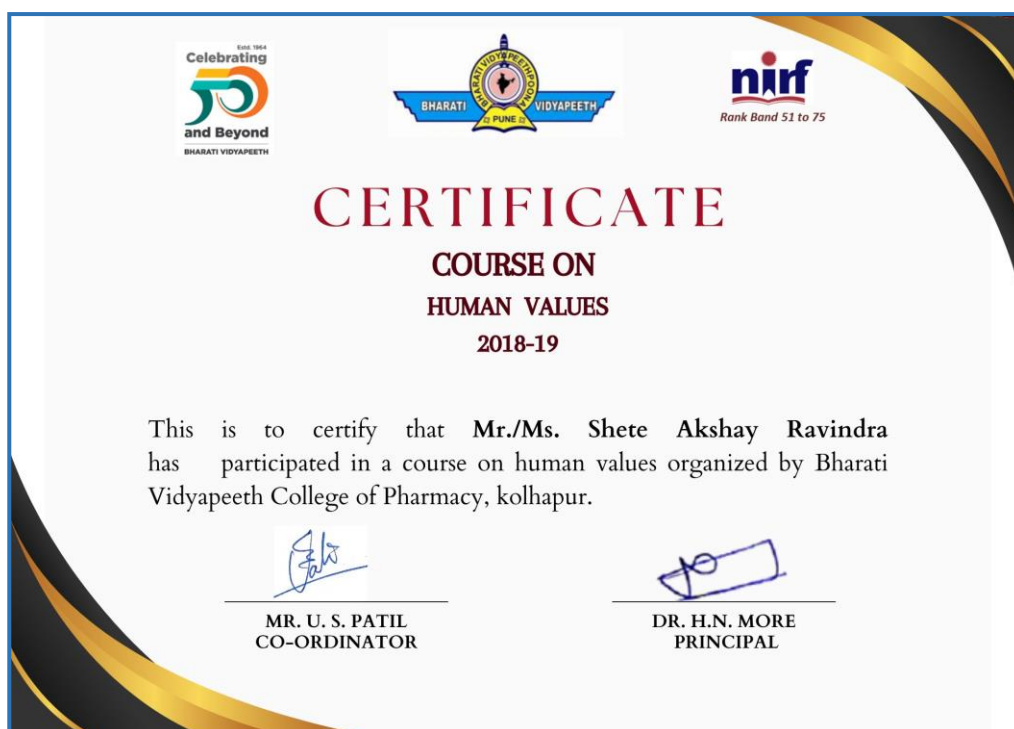 Estd. 1964
Celebrating
50
and Beyond
BHARATI VIDYAPEETH
BHARATI VIDYAPEETH POONA
BHARATI VIDYAPEETH
PUNE
nirf
Rank Band 51 to 75
CERTIFICATE
COURSE ON
HUMAN VALUES
2018-19
This is to certify that Mr./Ms. Shete Akshay Ravindra
has participated in a course on human values organized by Bharati
Vidyapeeth College of Pharmacy, kolhapur.
MR. U. S. PATIL
CO-ORDINATOR
DR. H.N. MORE
PRINCIPAL